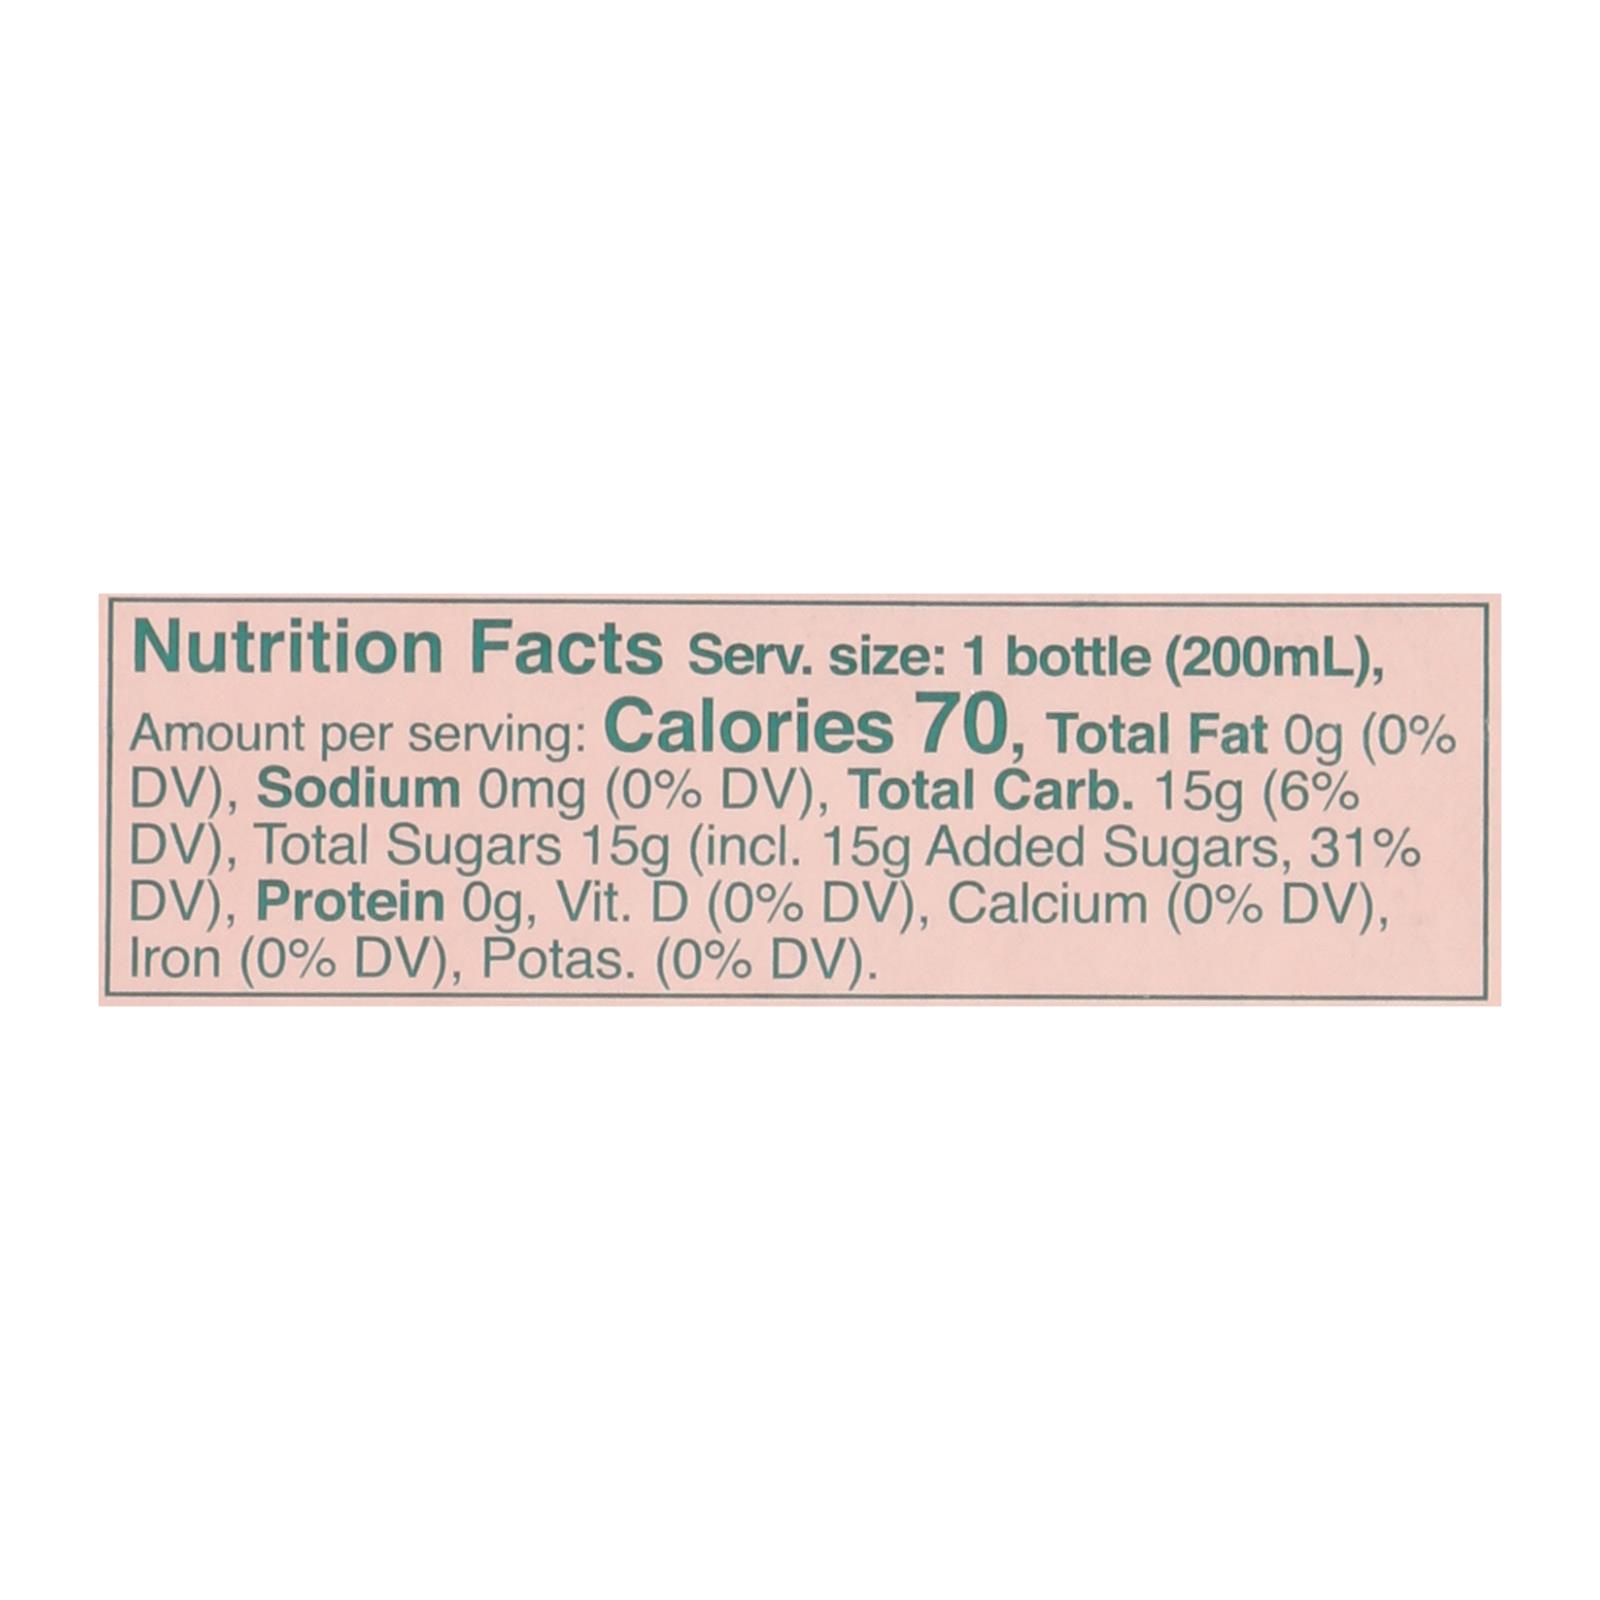 Nutrition Facts Serv. size: 1 bottle (200mL),
Amount per serving: Calories 70, Total Fat 0g (0%
DV), Sodium 0mg (0% DV), Total Carb. 15g (6%
DV), Total Sugars 15g (incl. 15g Added Sugars, 31%
DV), Protein 0g, Vit. D (0% DV), Calcium (0% DV),
Iron (0% DV), Potas. (0% DV).